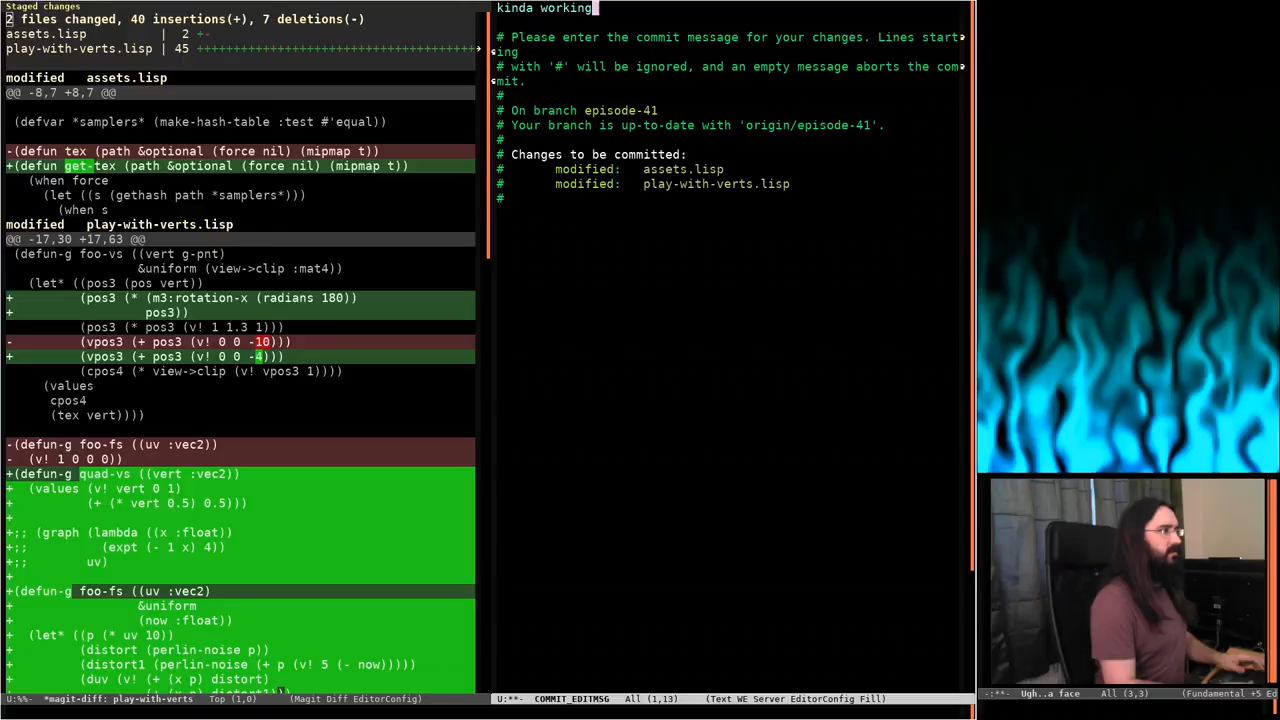 Staged changes
2 files changed, 40 insertions(+), 7 deletions(-)
assets.lisp          |  2 +-
play-with-verts.lisp | 45 +++++++++++++++++++++++++++++++++++++++++++
modified   assets.lisp
@@ -8,7 +8,7 @@
(defvar *samplers* (make-hash-table :test #'equal))
-(defun tex (path &optional (force nil) (mipmap t))
+(defun get-tex (path &optional (force nil) (mipmap t))
(when force
(let ((s (gethash path *samplers*)))
(when s
modified   play-with-verts.lisp
@@ -17,30 +17,63 @@
(defun-g foo-vs ((vert g-pnt)
&uniform (view->clip :mat4))
(let* ((pos3 (pos vert))
+         (pos3 (* (m3:rotation-x (radians 180))
+                  pos3))
(pos3 (* pos3 (v! 1 1.3 1)))
-         (vpos3 (+ pos3 (v! 0 0 -10)))
+         (vpos3 (+ pos3 (v! 0 0 -4)))
(cpos4 (* view->clip (v! vpos3 1))))
(values
cpos4
(tex vert))))
-(defun-g foo-fs ((uv :vec2))
-  (v! 1 0 0 0))
+(defun-g quad-vs ((vert :vec2))
+  (values (v! vert 0 1)
+          (+ (* vert 0.5) 0.5)))
+
+;; (graph (lambda ((x :float))
+;;          (expt (- 1 x) 4))
+;;        uv)
+
+(defun-g foo-fs ((uv :vec2)
+                 &uniform
+                 (now :float))
+  (let* ((p (* uv 10))
+         (distort (perlin-noise p))
+         (distort1 (perlin-noise (+ p (v! 5 (- now)))))
+         (duv (v! (+ (x p) distort)
+                  (+ (x p) distort1))
U:%%-  *magit-diff: play-with-verts   Top (1,0)      (Magit Diff EditorConfig)
kinda working
# Please enter the commit message for your changes. Lines start
ing
# with '#' will be ignored, and an empty message aborts the com
mit.
#
# On branch episode-41
# Your branch is up-to-date with 'origin/episode-41'.
#
# Changes to be committed:
#       modified:   assets.lisp
#       modified:   play-with-verts.lisp
#
U:**-  COMMIT_EDITMSG   All (1,13)     (Text WE Server EditorConfig Fill)
-:**-  Ugh..a face   All (3,3)     (Fundamental +5 Ed